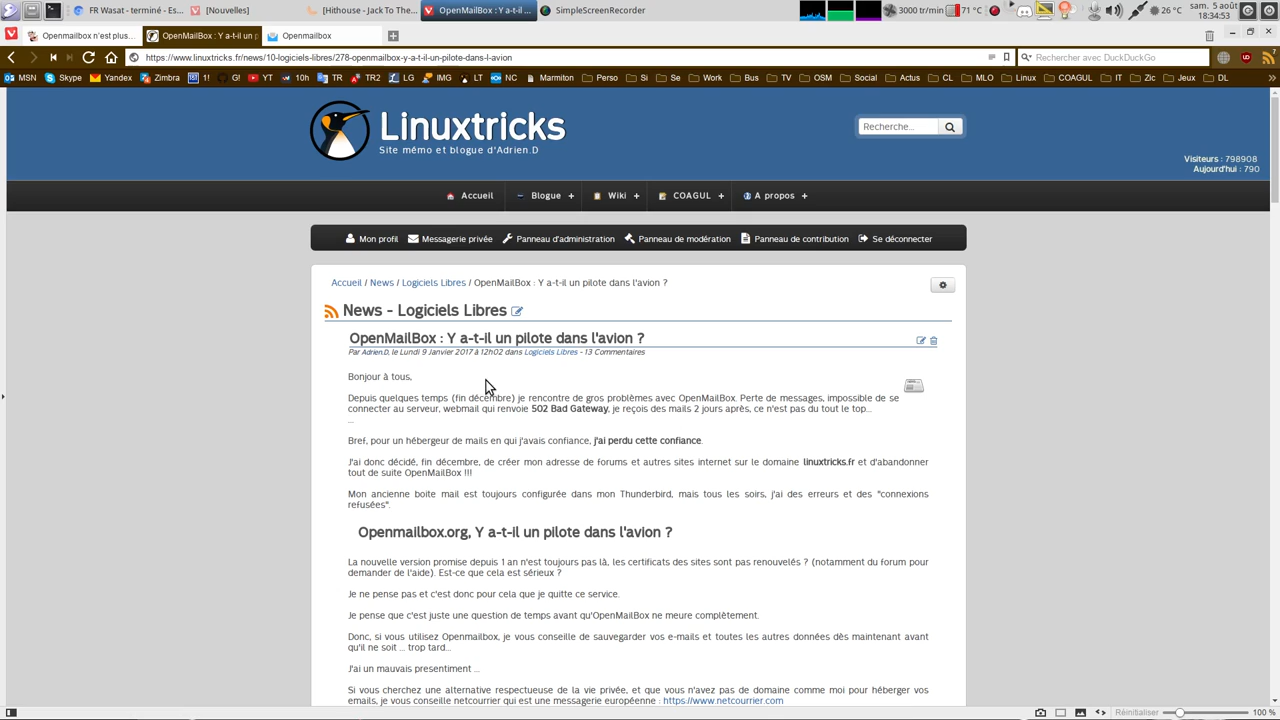 FR Wasat - terminé - Es...
[Nouvelles]
[Hithouse - Jack To The...
OpenMailBox : Y a-t-il ...
SimpleScreenRecorder
3000 tr/min
71 °C
26 °C
sam. 5 août
18:34:53
Openmailbox n'est plus...
OpenMailBox : Y a-t-il un p
Openmailbox
https://www.linuxtricks.fr/news/10-logiciels-libres/278-openmailbox-y-a-t-il-un-pilote-dans-l-avion
Rechercher avec DuckDuckGo
MSN Skype Yandex Zimbra 1! G! YT 10h TR TR2 LG IMG LT NC Marmiton Perso Si Se Work Bus TV OSM Social Actus CL MLO Linux COAGUL IT Zic Jeux DL
Linuxtricks
Site mémo et blogue d'Adrien.D
Recherche...
Visiteurs : 798908
Aujourd'hui : 790
Accueil Blogue + Wiki + COAGUL + A propos +
Mon profil Messagerie privée Panneau d'administration Panneau de modération Panneau de contribution Se déconnecter
Accueil / News / Logiciels Libres / OpenMailBox : Y a-t-il un pilote dans l'avion ?
News - Logiciels Libres
OpenMailBox : Y a-t-il un pilote dans l'avion ?
Par Adrien.D, le Lundi 9 Janvier 2017 à 12h02 dans Logiciels Libres - 13 Commentaires
Bonjour à tous,
Depuis quelques temps (fin décembre) je rencontre de gros problèmes avec OpenMailBox. Perte de messages, impossible de se
connecter au serveur, webmail qui renvoie 502 Bad Gateway, je reçois des mails 2 jours après, ce n'est pas du tout le top...
...
Bref, pour un hébergeur de mails en qui j'avais confiance, j'ai perdu cette confiance.
J'ai donc décidé, fin décembre, de créer mon adresse de forums et autres sites internet sur le domaine linuxtricks.fr et d'abandonner
tout de suite OpenMailBox !!!
Mon ancienne boite mail est toujours configurée dans mon Thunderbird, mais tous les soirs, j'ai des erreurs et des "connexions
refusées".
Openmailbox.org, Y a-t-il un pilote dans l'avion ?
La nouvelle version promise depuis 1 an n'est toujours pas là, les certificats des sites sont pas renouvelés ? (notamment du forum pour
demander de l'aide). Est-ce que cela est sérieux ?
Je ne pense pas et c'est donc pour cela que je quitte ce service.
Je pense que c'est juste une question de temps avant qu'OpenMailBox ne meure complètement.
Donc, si vous utilisez Openmailbox, je vous conseille de sauvegarder vos e-mails et toutes les autres données dès maintenant avant
qu'il ne soit ... trop tard...
J'ai un mauvais presentiment ...
Si vous cherchez une alternative respectueuse de la vie privée, et que vous n'avez pas de domaine comme moi pour héberger vos
emails, je vous conseille netcourrier qui est une messagerie européenne : https://www.netcourrier.com
Réinitialiser
100 %